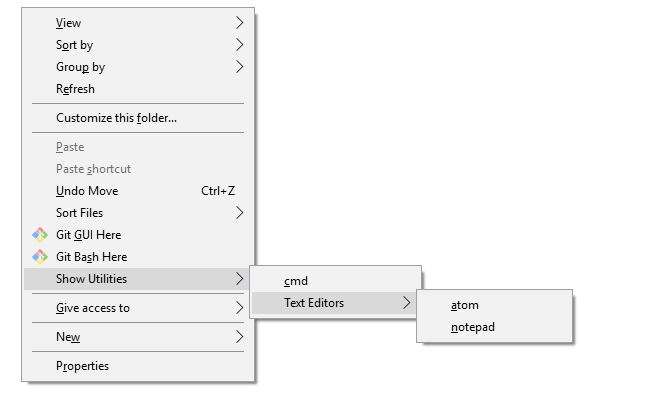 View
Sort by
Group by
Refresh
Customize this folder...
Paste
Paste shortcut
Undo Move Ctrl+Z
Sort Files
Git GUI Here
Git Bash Here
Show Utilities
Give access to
New
Properties
cmd
Text Editors
atom
notepad